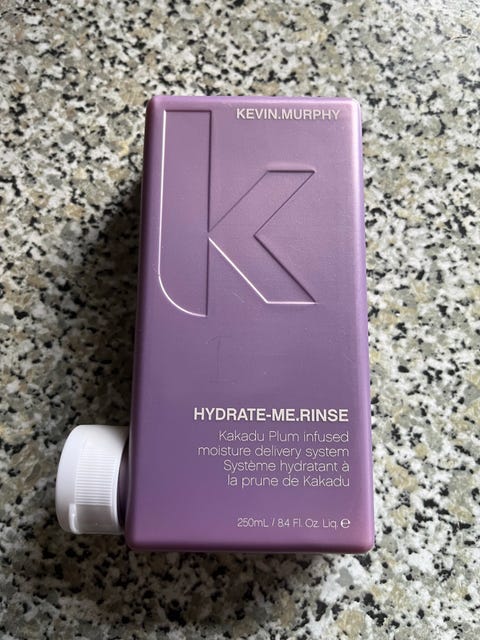 KEVIN.MURPHY
K
HYDRATE-ME.RINSE
Kakadu Plum infused
moisture delivery system
Système hydratant à
la prune de Kakadu
250mL / 8.4 Fl. Oz. Liq. ℮